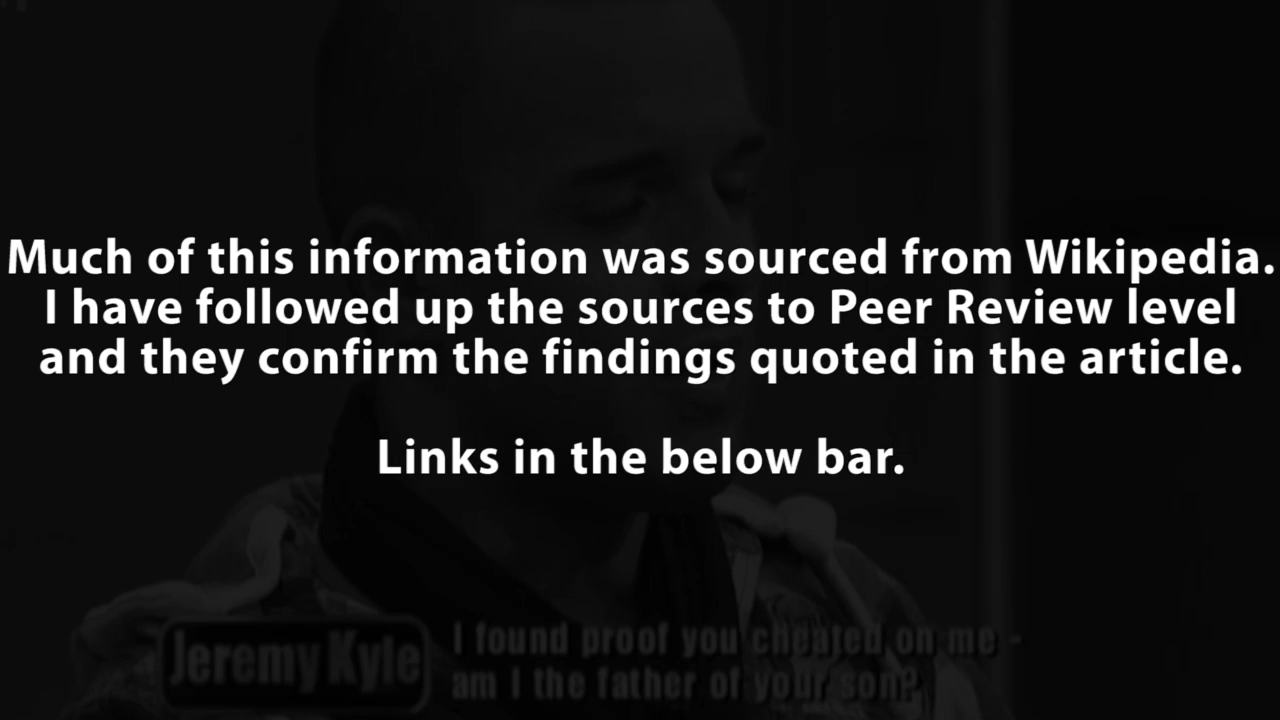 Much of this information was sourced from Wikipedia.
I have followed up the sources to Peer Review level
and they confirm the findings quoted in the article.
Links in the below bar.
Jeremy Kyle
I found proof you cheated on me -
am I the father of your son?